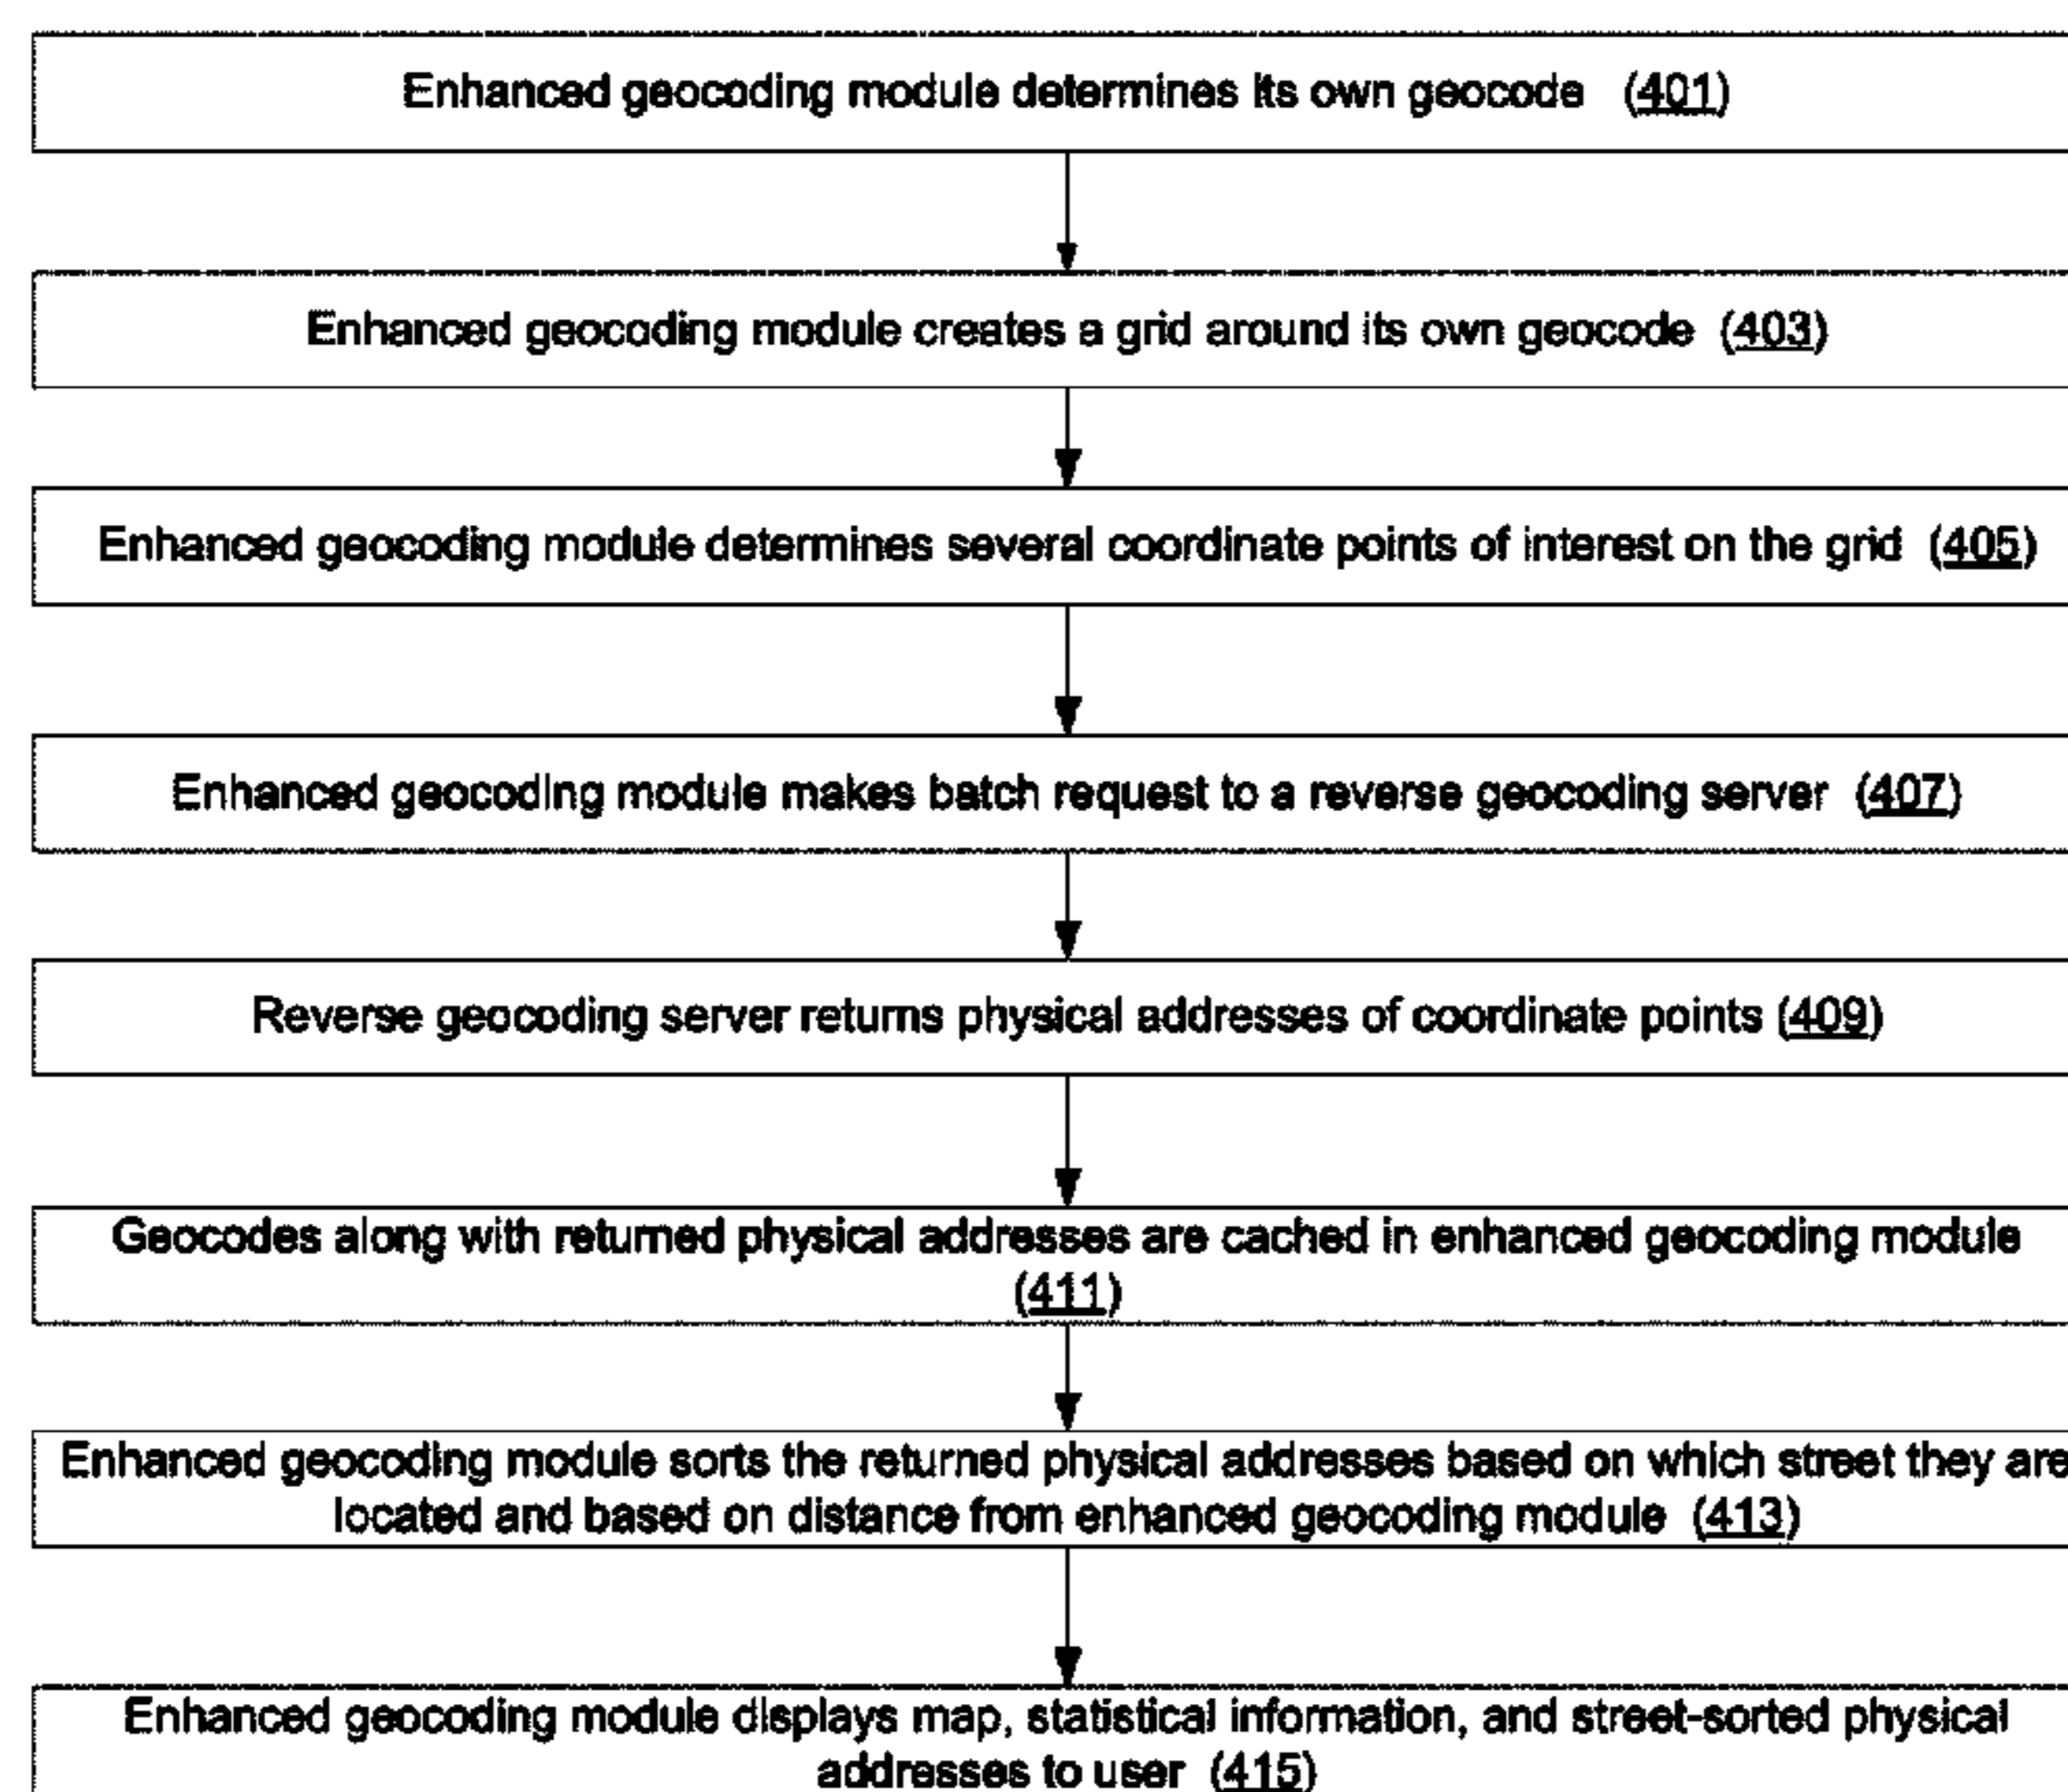 Enhanced geocoding module determines its own geocode (401)
Enhanced geocoding module creates a grid around its own geocode (403)
Enhanced geocoding module determines several coordinate points of interest on the grid (405)
Enhanced geocoding module makes batch request to a reverse geocoding server (407)
Reverse geocoding server returns physical addresses of coordinate points (409)
Geocodes along with returned physical addresses are cached in enhanced geocoding module
(411)
Enhanced geocoding module sorts the returned physical addresses based on which street they are
located and based on distance from enhanced geocoding module (413)
Enhanced geocoding module displays map, statistical information, and street-sorted physical
addresses to user (415)